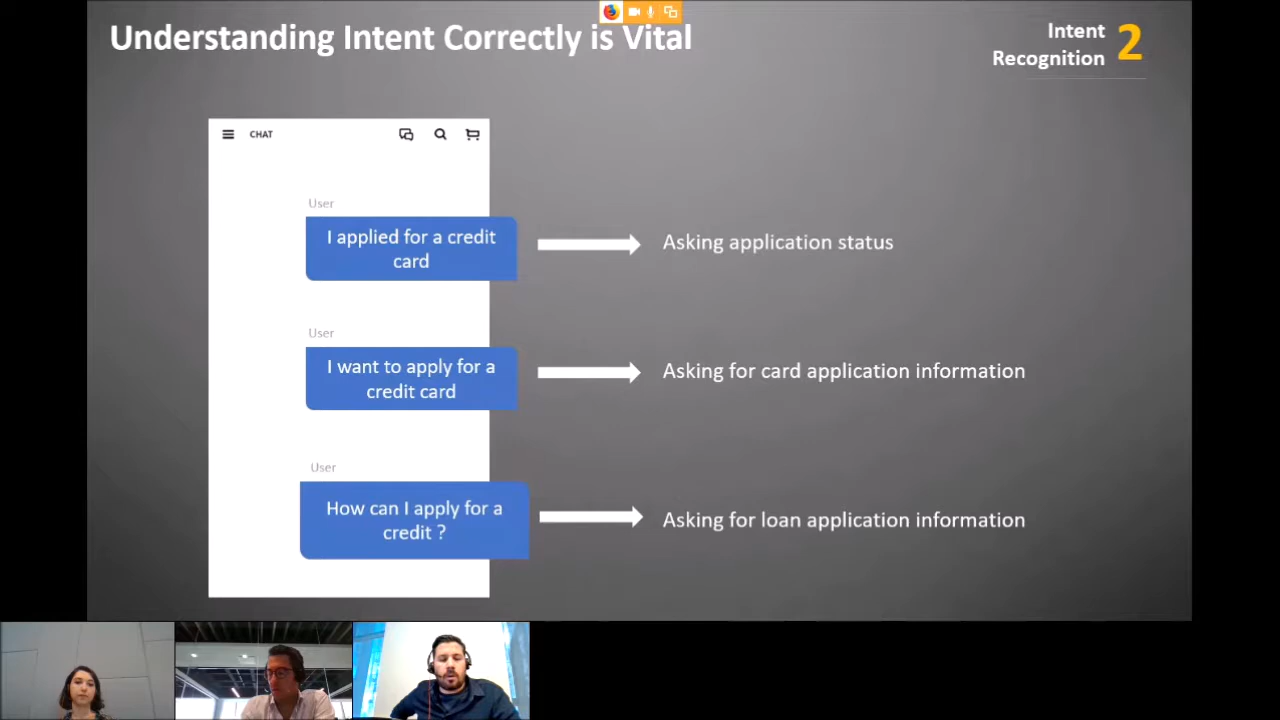 Understanding Intent Correctly is Vital
Intent
Recognition
2
CHAT
User
I applied for a credit
card
Asking application status
User
I want to apply for a
credit card
Asking for card application information
User
How can I apply for a
credit ?
Asking for loan application information